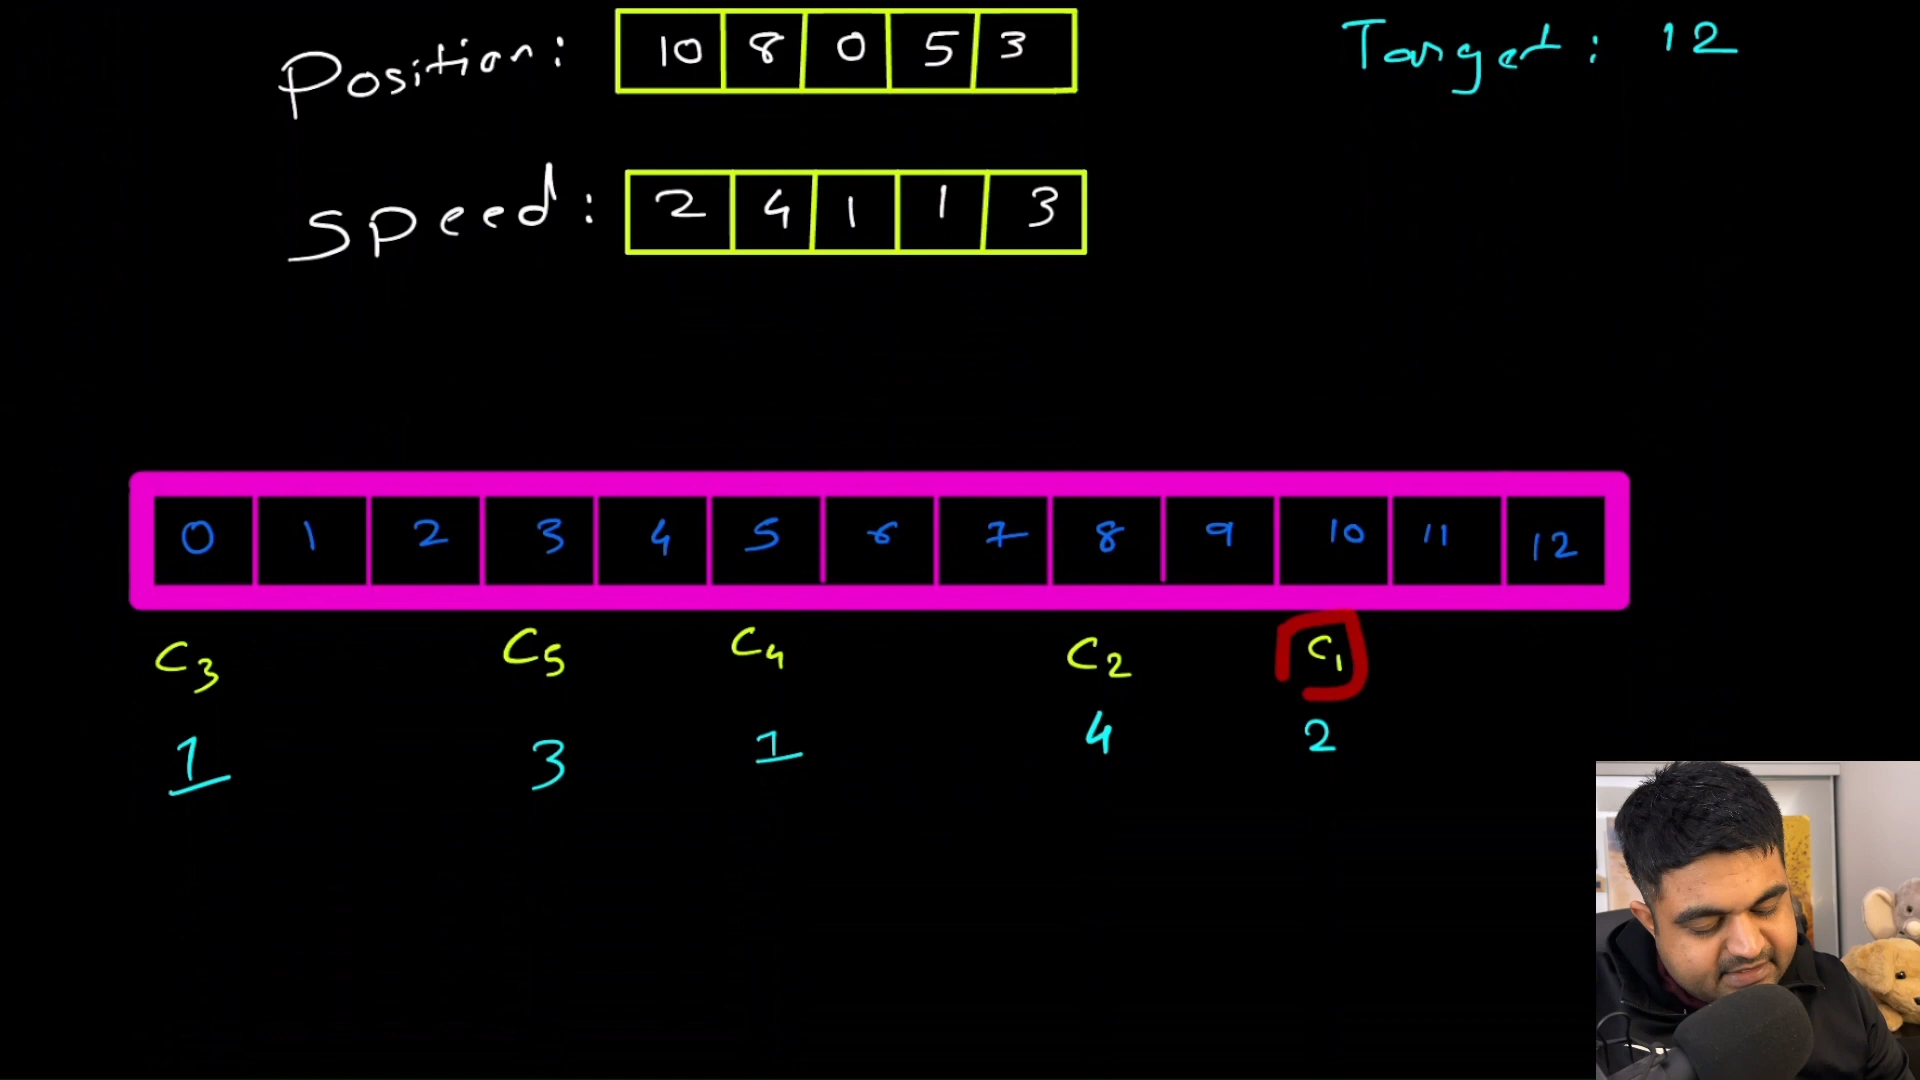 Position: 10 8 0 5 3
Target: 12
Speed: 2 4 1 1 3
0 1 2 3 4 5 6 7 8 9 10 11 12
C3 C5 C4 C2 C1
1 3 1 4 2